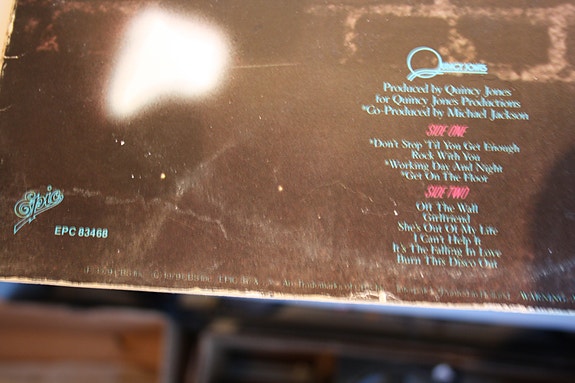 Quincy Jones
Produced by Quincy Jones
for Quincy Jones Productions
*Co-Produced by Michael Jackson
SIDE ONE
*Don't Stop 'Til You Get Enough
Rock With You
*Working Day And Night
*Get On The Floor
SIDE TWO
Off The Wall
Girlfriend
She's Out Of My Life
I Can't Help It
It's The Falling In Love
Burn This Disco Out
Epic
EPC 83468